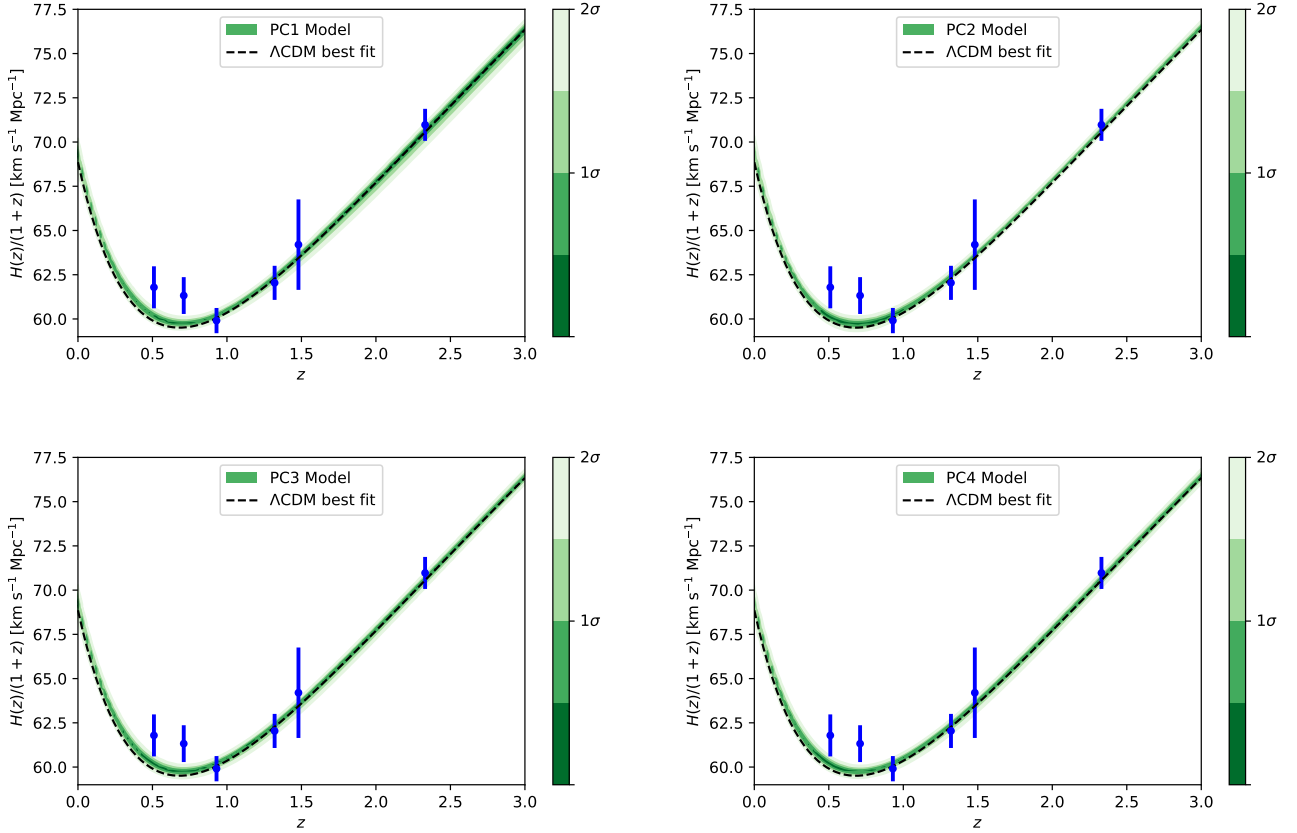 77.5
75.0
72.5
70.0
67.5
65.0
62.5
60.0
H(z)/(1 + z) [km s⁻¹ Mpc⁻¹]
PC1 Model
ΛCDM best fit
0.0 0.5 1.0 1.5 2.0 2.5 3.0
z
2σ
1σ
77.5
75.0
72.5
70.0
67.5
65.0
62.5
60.0
H(z)/(1 + z) [km s⁻¹ Mpc⁻¹]
PC2 Model
ΛCDM best fit
0.0 0.5 1.0 1.5 2.0 2.5 3.0
z
2σ
1σ
77.5
75.0
72.5
70.0
67.5
65.0
62.5
60.0
H(z)/(1 + z) [km s⁻¹ Mpc⁻¹]
PC3 Model
ΛCDM best fit
0.0 0.5 1.0 1.5 2.0 2.5 3.0
z
2σ
1σ
77.5
75.0
72.5
70.0
67.5
65.0
62.5
60.0
H(z)/(1 + z) [km s⁻¹ Mpc⁻¹]
PC4 Model
ΛCDM best fit
0.0 0.5 1.0 1.5 2.0 2.5 3.0
z
2σ
1σ